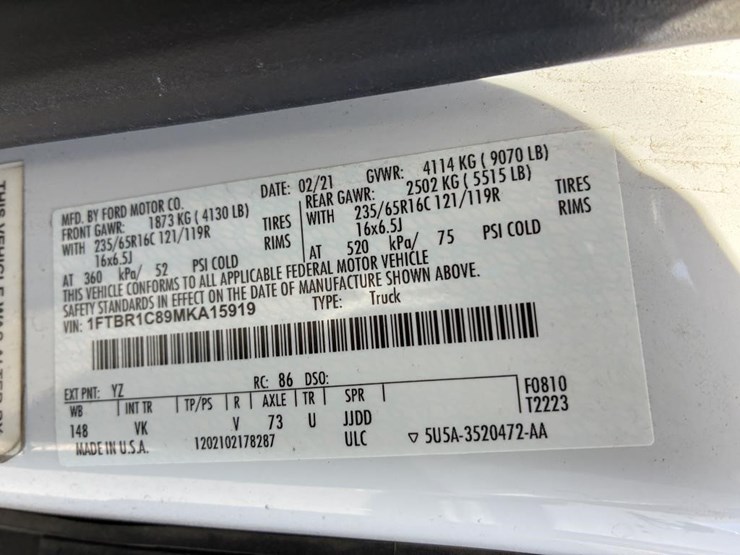 MFD. BY FORD MOTOR CO.
DATE: 02/21 GVWR: 4114 KG ( 9070 LB)
FRONT GAWR: 1873 KG ( 4130 LB)
WITH 235/65R16C 121/119R TIRES
16x6.5J RIMS
AT 360 kPa/ 52 PSI COLD
REAR GAWR: 2502 KG ( 5515 LB)
WITH 235/65R16C 121/119R TIRES
16x6.5J RIMS
AT 520 kPa/ 75 PSI COLD
THIS VEHICLE CONFORMS TO ALL APPLICABLE FEDERAL MOTOR VEHICLE
SAFETY STANDARDS IN EFFECT ON THE DATE OF MANUFACTURE SHOWN ABOVE.
VIN: 1FTBR1C89MKA15919 TYPE: Truck
EXT PNT: YZ RC: 86 DSO:
WB INT TR TP/PS R AXLE TR SPR F0810
148 VK V 73 U JJDD T2223
MADE IN U.S.A. 1202102178287 ULC ▽ 5U5A-3520472-AA
THIS VEHICLE WAS ALTERED BY